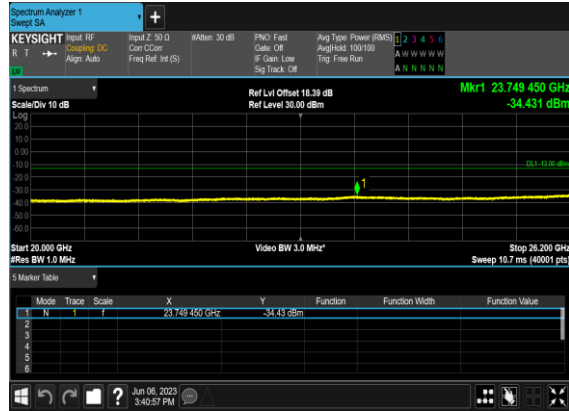 Spectrum Analyzer 1
Swept SA
+
KEYSIGHT Input: RF Input Z: 50 Ω #Atten: 30 dB PNO: Fast Avg Type: Power (RMS) 1 2 3 4 5 6
R T Coupling: DC Corr CCorr Gate: Off Avg|Hold: 100/100 A W W W W W
Align: Auto Freq Ref: Int (S) IF Gain: Low Trig: Free Run
Sig Track: Off A N N N N N
LXI
1 Spectrum Ref Lvl Offset 18.39 dB Mkr1 23.749 450 GHz
Scale/Div 10 dB Ref Level 30.00 dBm -34.431 dBm
Log
20.0
10.0
0.00
-10.0 DL1 -13.00 dBm
-20.0
-30.0 1
-40.0
-50.0
-60.0
Start 20.000 GHz Video BW 3.0 MHz* Stop 26.200 GHz
#Res BW 1.0 MHz Sweep 10.7 ms (40001 pts)
5 Marker Table
Mode Trace Scale X Y Function Function Width Function Value
1 N 1 f 23.749 450 GHz -34.43 dBm
2
3
4
5
6
? Jun 06, 2023
3:40:57 PM